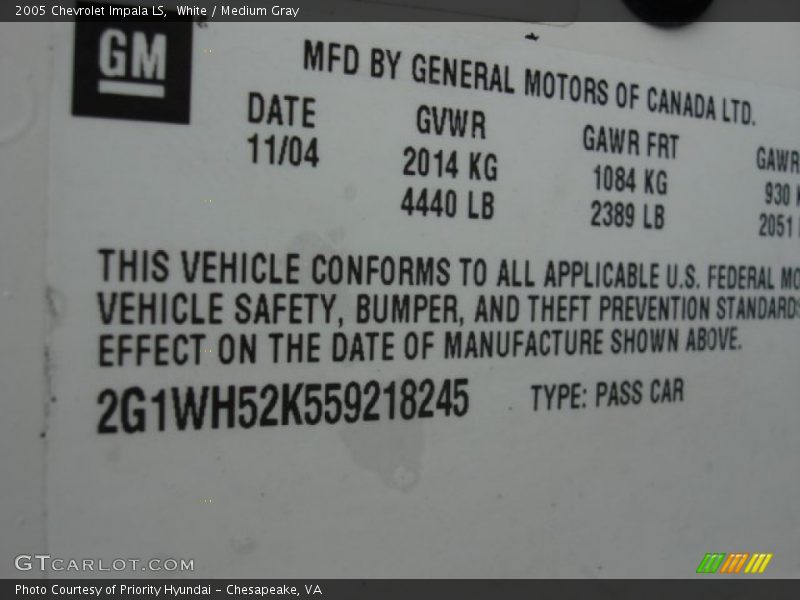 2005 Chevrolet Impala LS, White / Medium Gray
GM
MFD BY GENERAL MOTORS OF CANADA LTD.
DATE GVWR GAWR FRT GAWR
11/04 2014 KG 1084 KG 930
4440 LB 2389 LB 2051
THIS VEHICLE CONFORMS TO ALL APPLICABLE U.S. FEDERAL MO
VEHICLE SAFETY, BUMPER, AND THEFT PREVENTION STANDARDS
EFFECT ON THE DATE OF MANUFACTURE SHOWN ABOVE.
2G1WH52K559218245 TYPE: PASS CAR
GTCARLOT.COM
Photo Courtesy of Priority Hyundai - Chesapeake, VA